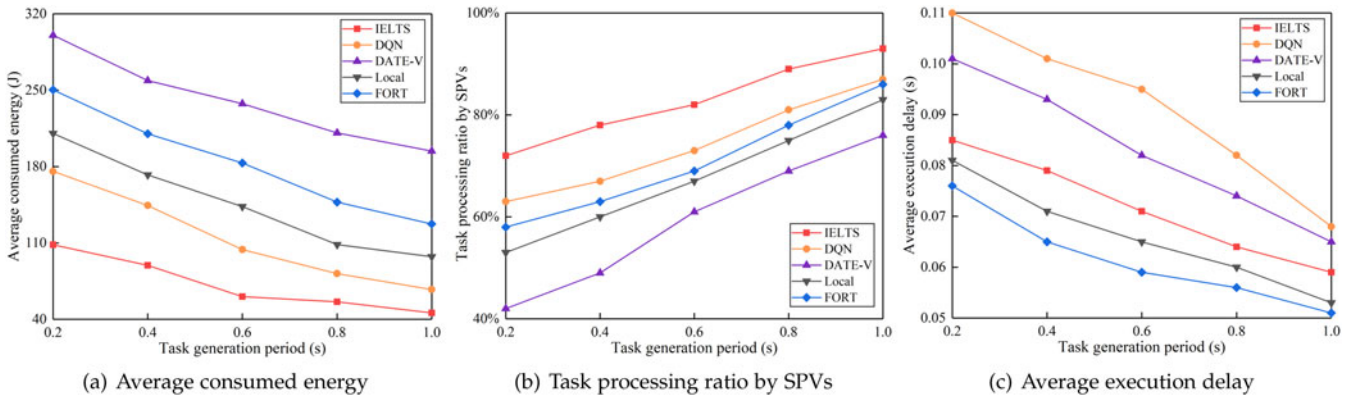 320
250
180
110
40
Average consumed energy (J)
IELTS
DQN
DATE-V
Local
FORT
0.2 0.4 0.6 0.8 1.0
Task generation period (s)
(a) Average consumed energy
100%
80%
60%
40%
Task processing ratio by SPVs
IELTS
DQN
DATE-V
Local
FORT
0.2 0.4 0.6 0.8 1.0
Task generation period (s)
(b) Task processing ratio by SPVs
0.11
0.10
0.09
0.08
0.07
0.06
0.05
Average execution delay (s)
IELTS
DQN
DATE-V
Local
FORT
0.2 0.4 0.6 0.8 1.0
Task generation period (s)
(c) Average execution delay